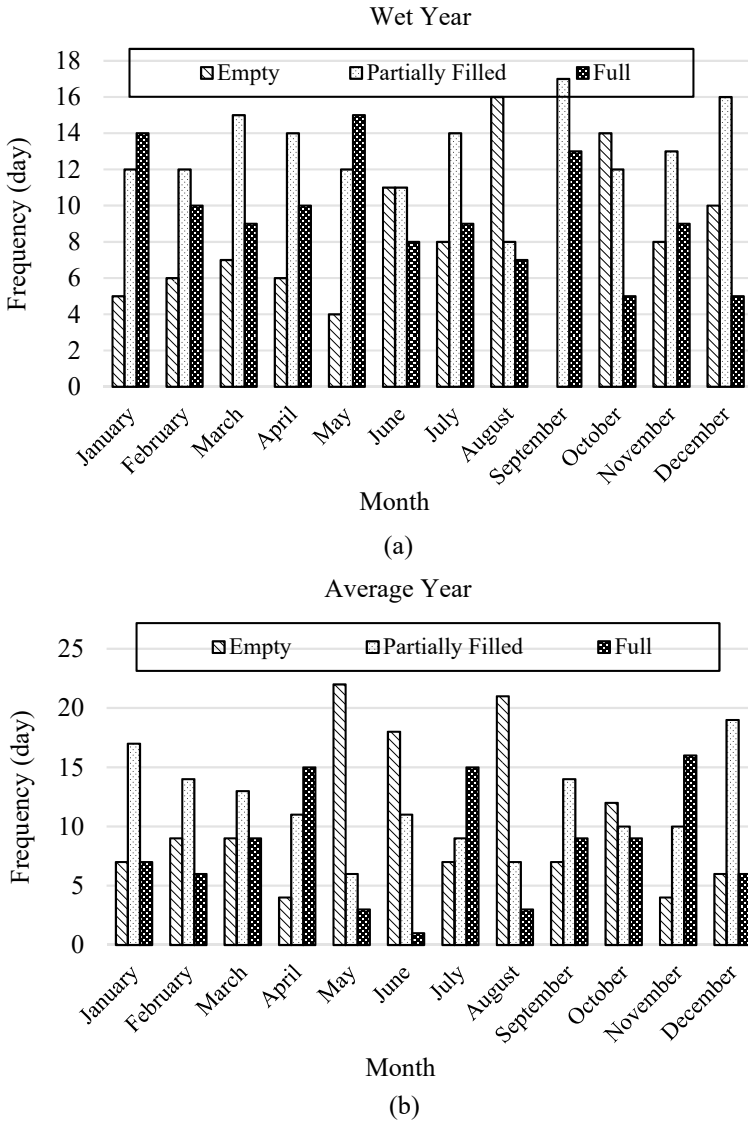 Wet Year
18
16
14
12
10
8
6
4
2
0
Frequency (day)
Empty Partially Filled Full
January February March April May June July August September October November December
Month
(a)
Average Year
25
20
15
10
5
0
Frequency (day)
Empty Partially Filled Full
January February March April May June July August September October November December
Month
(b)